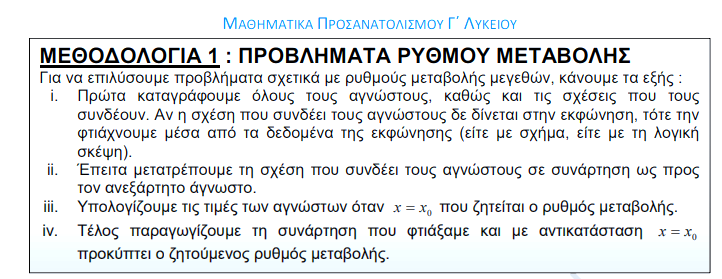 ΜΑΘΗΜΑΤΙΚΑ ΠΡΟΣΑΝΑΤΟΛΙΣΜΟΥ Γ΄ ΛΥΚΕΙΟΥ
ΜΕΘΟΔΟΛΟΓΙΑ 1 : ΠΡΟΒΛΗΜΑΤΑ ΡΥΘΜΟΥ ΜΕΤΑΒΟΛΗΣ
Για να επιλύσουμε προβλήματα σχετικά με ρυθμούς μεταβολής μεγεθών, κάνουμε τα εξής :
i. Πρώτα καταγράφουμε όλους τους αγνώστους, καθώς και τις σχέσεις που τους
συνδέουν. Αν η σχέση που συνδέει τους αγνώστους δε δίνεται στην εκφώνηση, τότε την
φτιάχνουμε μέσα από τα δεδομένα της εκφώνησης (είτε με σχήμα, είτε με τη λογική
σκέψη).
ii. Έπειτα μετατρέπουμε τη σχέση που συνδέει τους αγνώστους σε συνάρτηση ως προς
τον ανεξάρτητο άγνωστο.
iii. Υπολογίζουμε τις τιμές των αγνώστων όταν x = x₀ που ζητείται ο ρυθμός μεταβολής.
iv. Τέλος παραγωγίζουμε τη συνάρτηση που φτιάξαμε και με αντικατάσταση x = x₀
προκύπτει ο ζητούμενος ρυθμός μεταβολής.